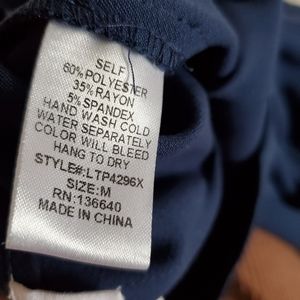 SELF
60% POLYESTER
35% RAYON
5% SPANDEX
HAND WASH COLD
WATER SEPARATELY
COLOR WILL BLEED
HANG TO DRY
STYLE#:LTP4296X
SIZE:M
RN:136640
MADE IN CHINA